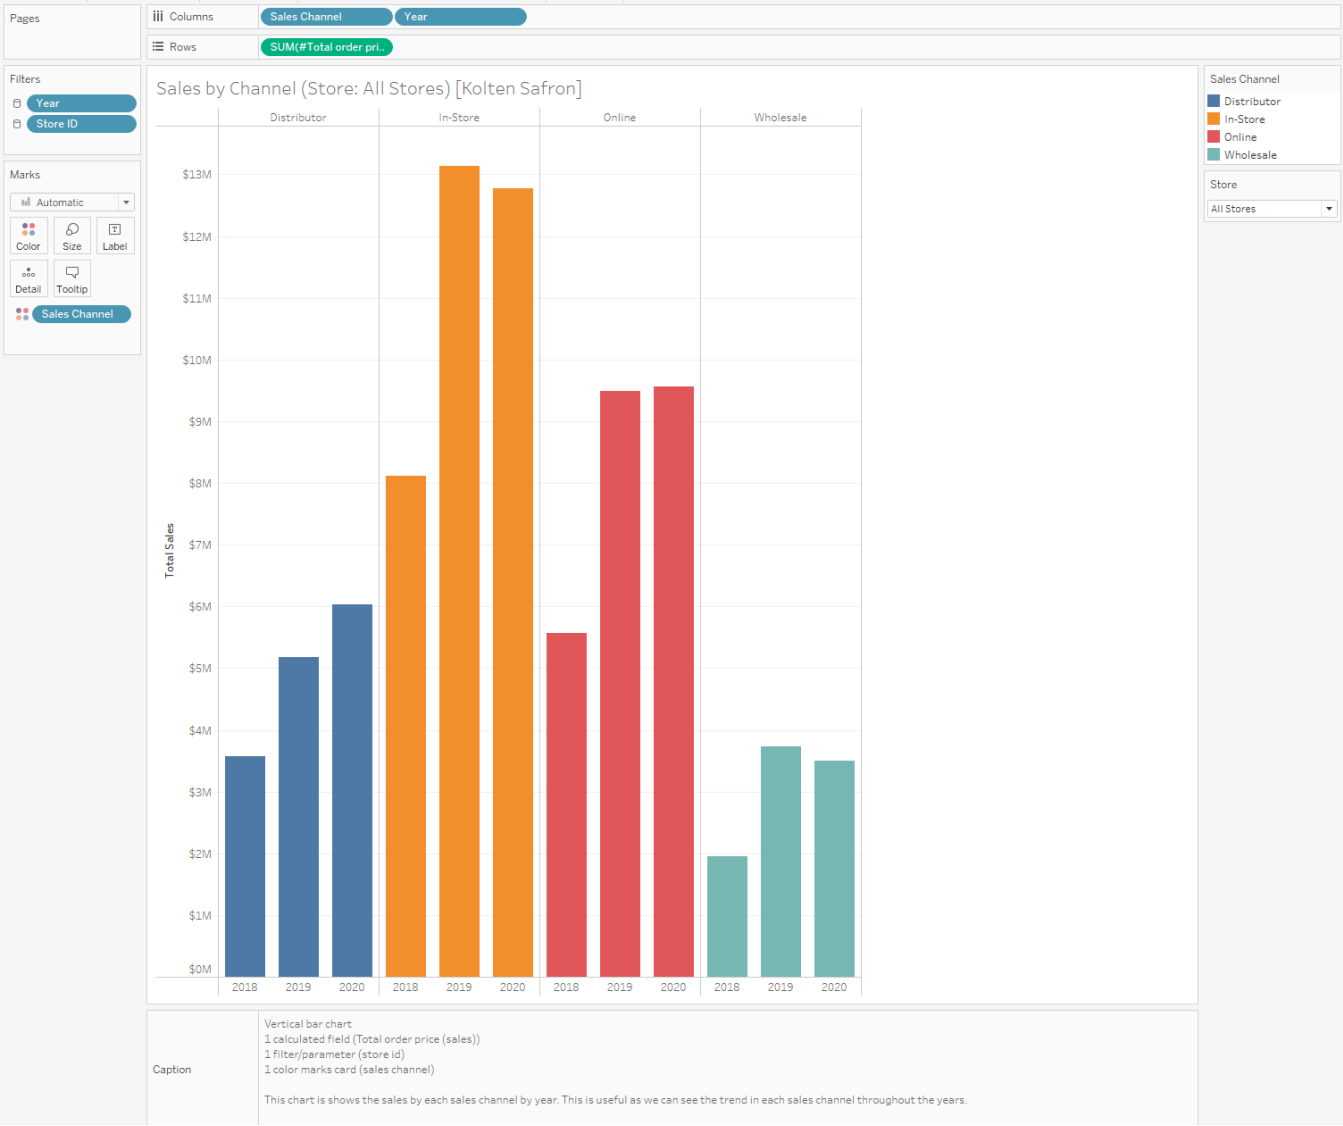 Pages
Columns
Sales Channel
Year
Rows
SUM(#Total order pri..
Filters
Year
Store ID
Marks
Automatic
Color
Size
Label
Detail
Tooltip
Sales Channel
Sales by Channel (Store: All Stores) [Kolten Safron]
Distributor
In-Store
Online
Wholesale
Total Sales
$13M
$12M
$11M
$10M
$9M
$8M
$7M
$6M
$5M
$4M
$3M
$2M
$1M
$0M
2018
2019
2020
2018
2019
2020
2018
2019
2020
2018
2019
2020
Sales Channel
Distributor
In-Store
Online
Wholesale
Store
All Stores
Caption
Vertical bar chart
1 calculated field (Total order price (sales))
1 filter/parameter (store id)
1 color marks card (sales channel)
This chart is shows the sales by each sales channel by year. This is useful as we can see the trend in each sales channel throughout the years.